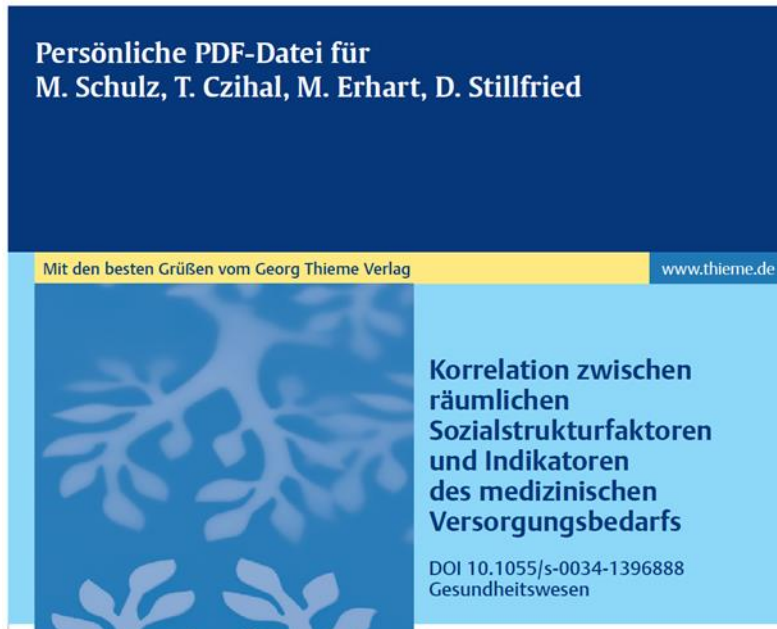 Persönliche PDF-Datei für
M. Schulz, T. Czihal, M. Erhart, D. Stillfried
Mit den besten Grüßen vom Georg Thieme Verlag
www.thieme.de
Korrelation zwischen
räumlichen
Sozialstrukturfaktoren
und Indikatoren
des medizinischen
Versorgungsbedarfs
DOI 10.1055/s-0034-1396888
Gesundheitswesen